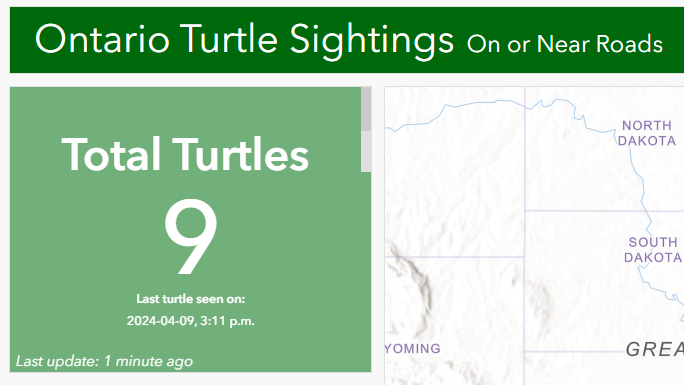 Ontario Turtle Sightings On or Near Roads
Total Turtles
9
Last turtle seen on:
2024-04-09, 3:11 p.m.
Last update: 1 minute ago
NORTH
DAKOTA
SOUTH
DAKOTA
YOMING
GREA